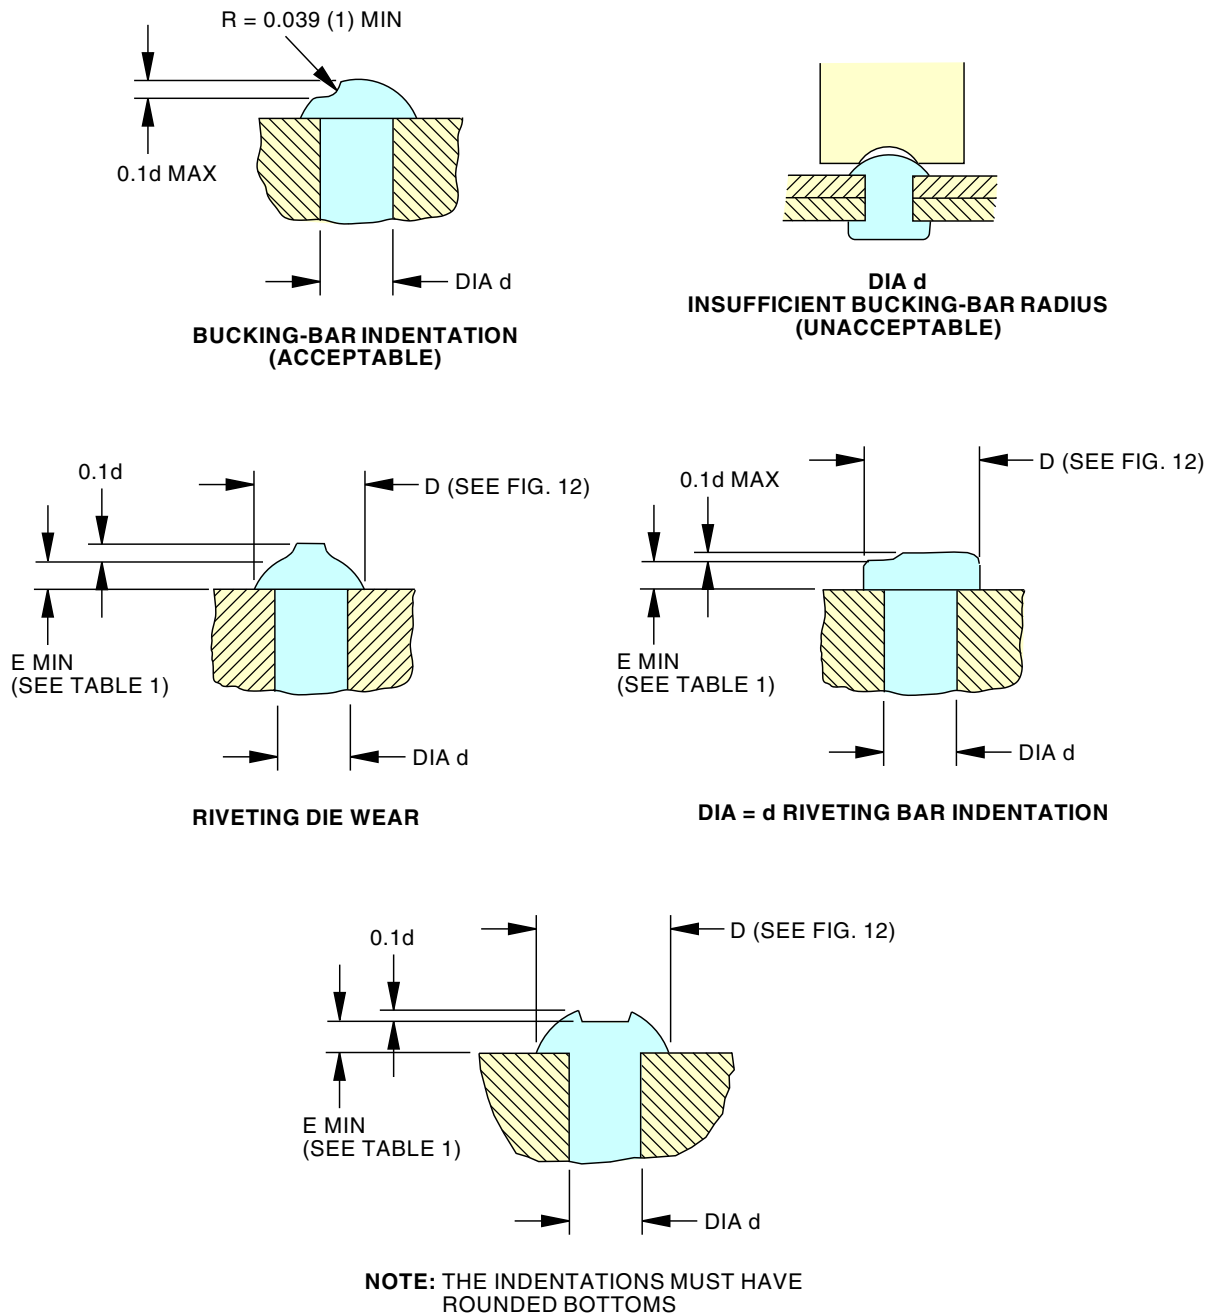 R = 0.039 (1) MIN
0.1d MAX
DIA d
BUCKING-BAR INDENTATION
(ACCEPTABLE)
DIA d
INSUFFICIENT BUCKING-BAR RADIUS
(UNACCEPTABLE)
0.1d
D (SEE FIG. 12)
E MIN
(SEE TABLE 1)
DIA d
RIVETING DIE WEAR
0.1d MAX
D (SEE FIG. 12)
E MIN
(SEE TABLE 1)
DIA d
DIA = d RIVETING BAR INDENTATION
0.1d
D (SEE FIG. 12)
E MIN
(SEE TABLE 1)
DIA d
NOTE: THE INDENTATIONS MUST HAVE
ROUNDED BOTTOMS